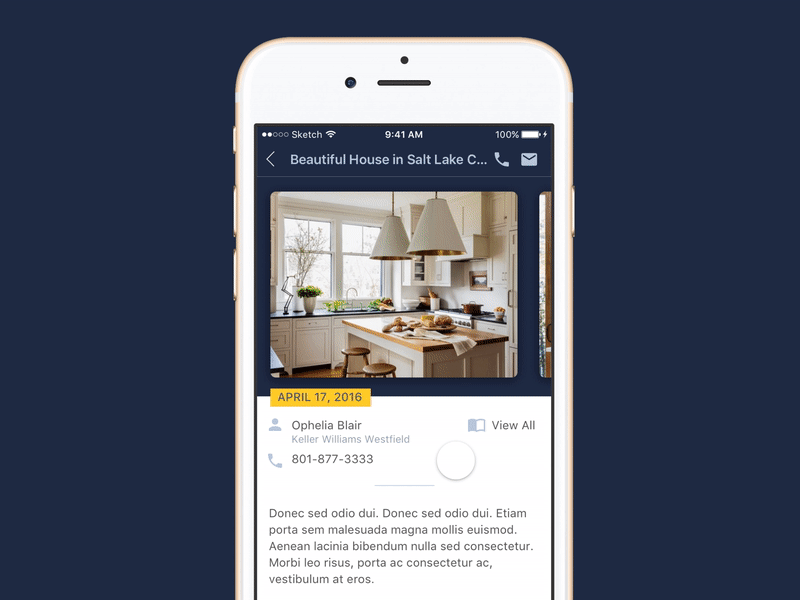 Sketch 9:41 AM 100%
Beautiful House in Salt Lake C...
APRIL 17, 2016
Ophelia Blair View All
Keller Williams Westfield
801-877-3333
Donec sed odio dui. Donec sed odio dui. Etiam
porta sem malesuada magna mollis euismod.
Aenean lacinia bibendum nulla sed consectetur.
Morbi leo risus, porta ac consectetur ac,
vestibulum at eros.